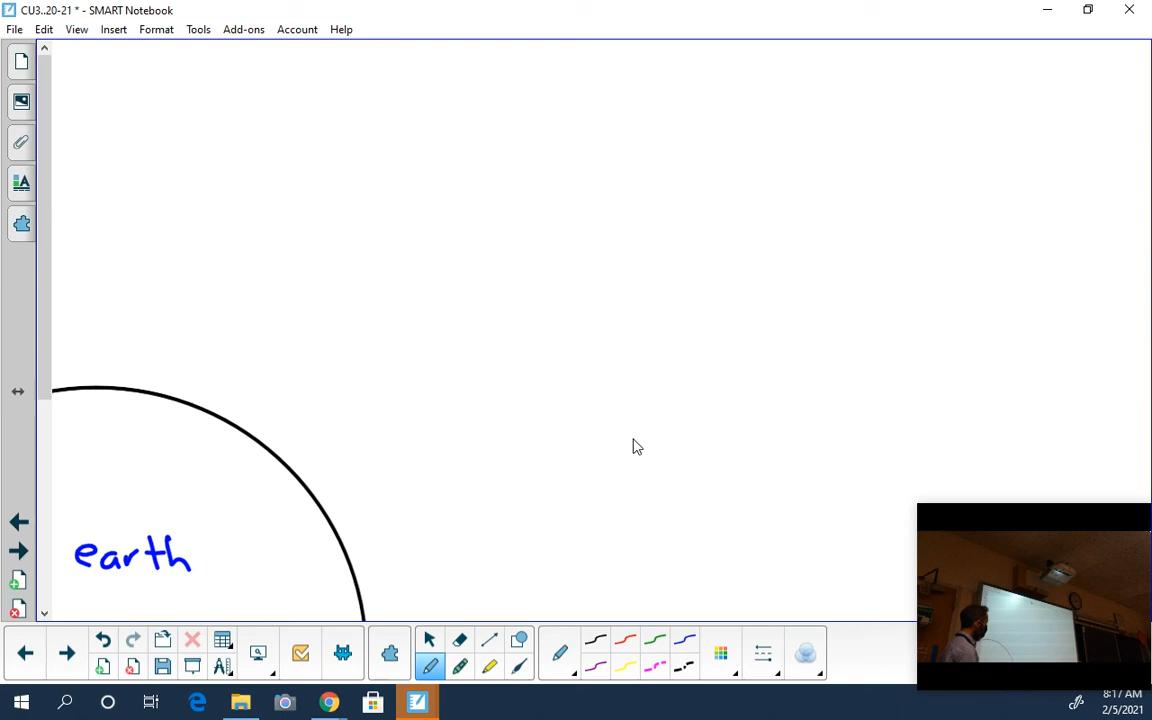 CU3..20-21 * - SMART Notebook
File Edit View Insert Format Tools Add-ons Account Help
earth
8:17 AM
2/5/2021